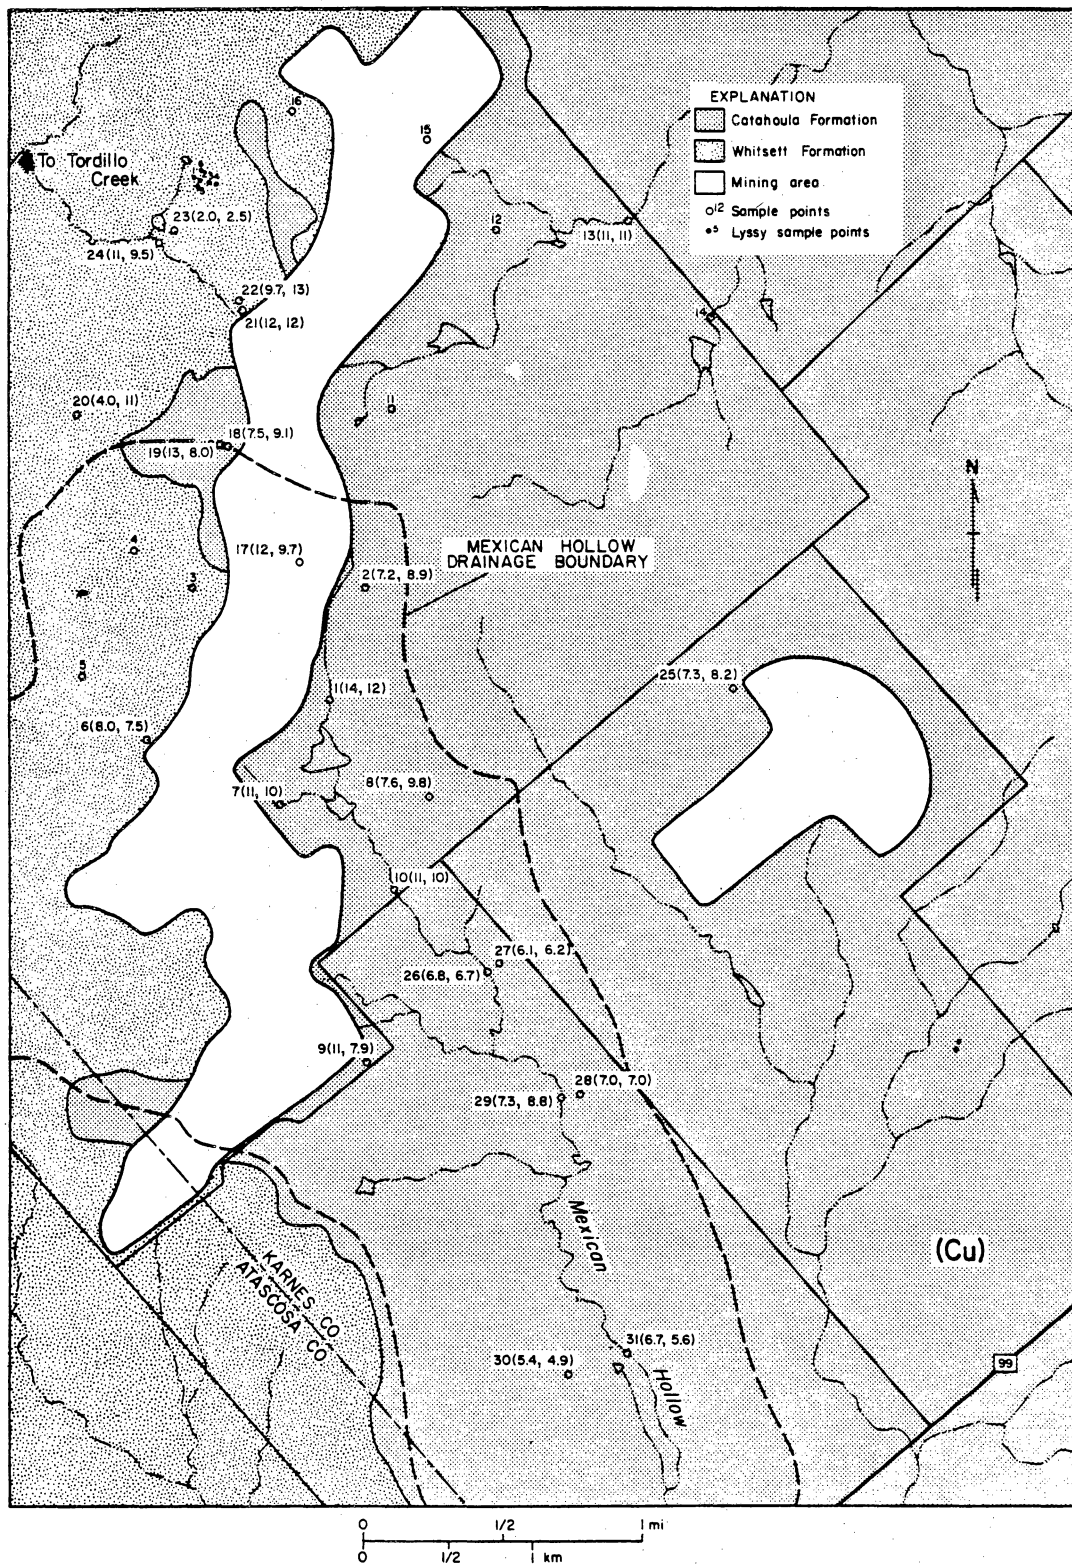 EXPLANATION
Catahoula Formation
Whitsett Formation
Mining area
12 Sample points
5 Lyssy sample points
16
15
To Tordillo
Creek
23(2.0, 2.5)
12
13(11, 11)
24(11, 9.5)
22(9.7, 13)
21(12, 12)
14
20(4.0, 11)
11
18(7.5, 9.1)
19(13, 8.0)
N
4
17(12, 9.7)
MEXICAN HOLLOW
DRAINAGE BOUNDARY
3
2(7.2, 8.9)
5
25(7.3, 8.2)
1(14, 12)
6(8.0, 7.5)
8(7.6, 9.8)
7(11, 10)
10(11, 10)
27(6.1, 6.2)
26(6.8, 6.7)
9(11, 7.9)
28(7.0, 7.0)
29(7.3, 8.8)
Mexican
Hollow
(Cu)
KARNES CO
ATASCOSA CO
31(6.7, 5.6)
30(5.4, 4.9)
99
0 1/2 1 mi
0 1/2 1 km